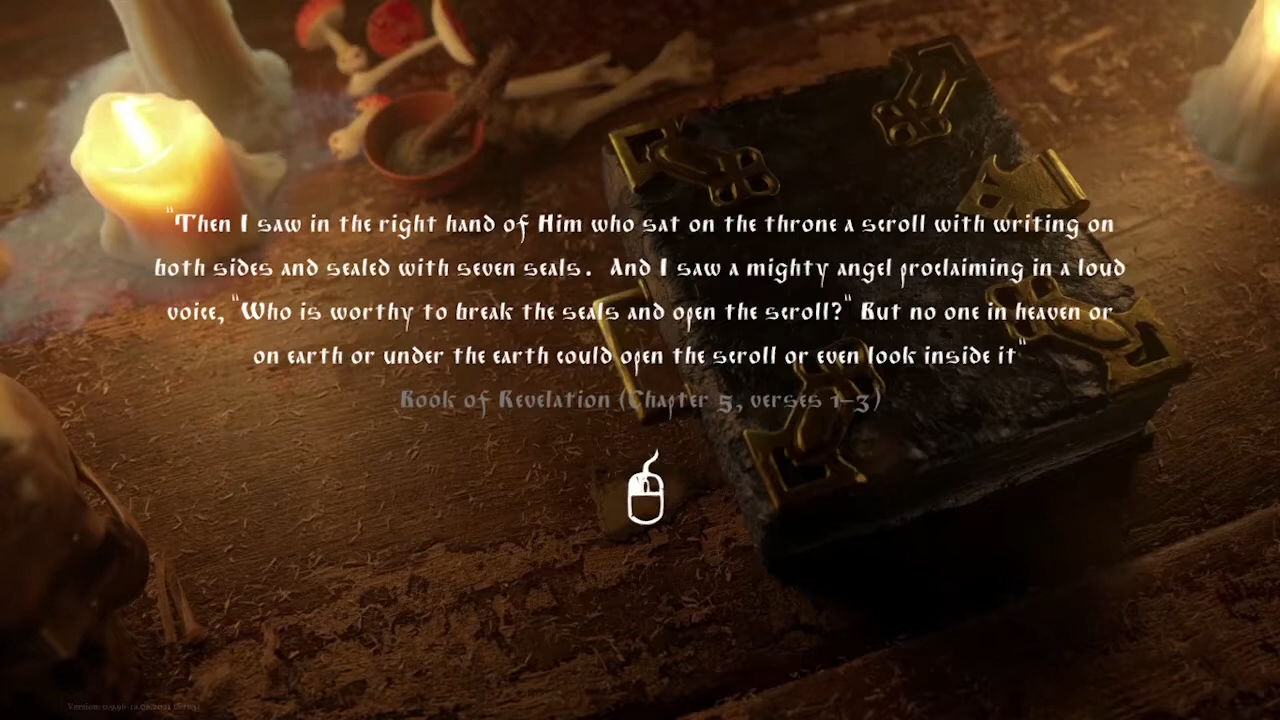 "Then I saw in the right hand of Him who sat on the throne a scroll with writing on
both sides and sealed with seven seals. And I saw a mighty angel proclaiming in a loud
voice, "Who is worthy to break the seals and open the scroll?" But no one in heaven or
on earth or under the earth could open the scroll or even look inside it"
Book of Revelation (Chapter 5, verses 1-3)
Version: